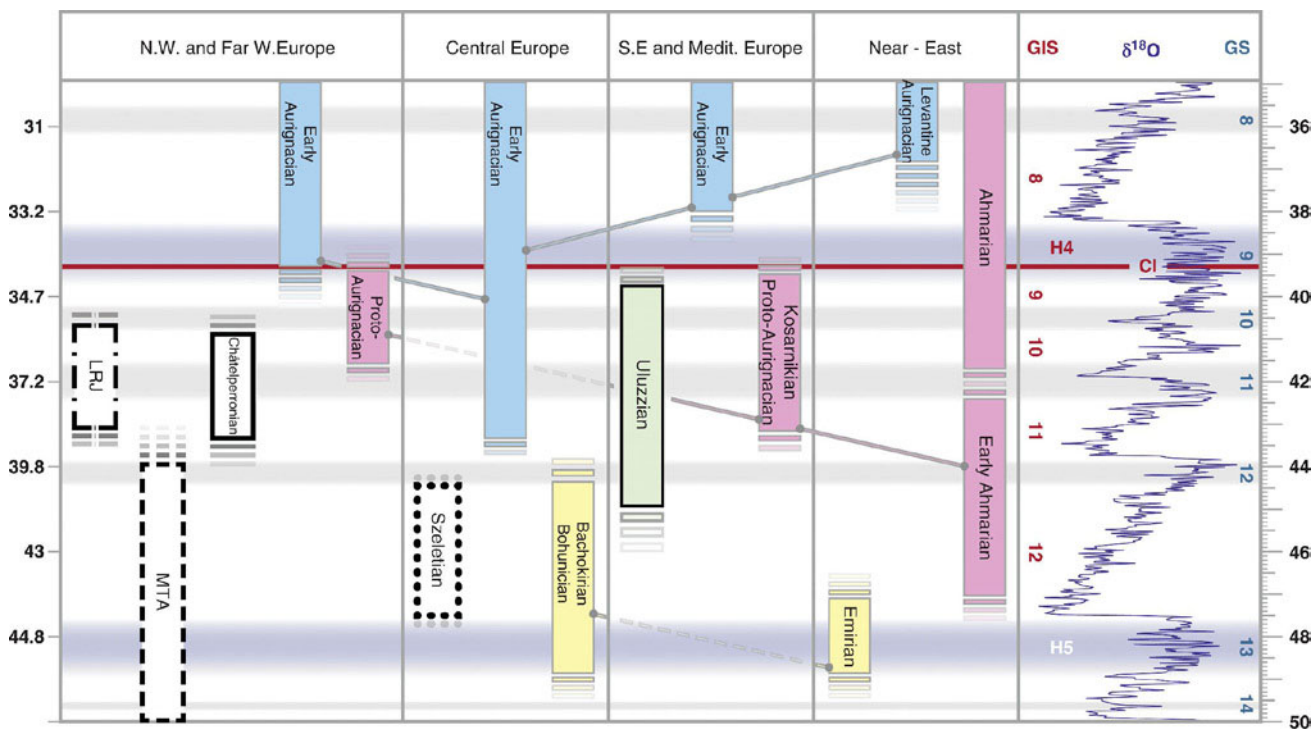 N.W. and Far W.Europe
Central Europe
S.E and Medit. Europe
Near - East
GIS
δ18O
GS
31
33.2
34.7
37.2
39.8
43
44.8
Early
Aurignacian
Proto-
Aurignacian
LRJ
Châtelperronian
MTA
Early
Aurignacian
Szeletian
Bachokirian
Bohunician
Early
Aurignacian
Uluzzian
Kosarnikian
Proto-Aurignacian
Levantine
Aurignacian
Ahmarian
Early Ahmarian
Emirian
8
H4
CI
9
10
11
12
H5
8
9
10
11
12
13
14
36
38
40
42
44
46
48
50